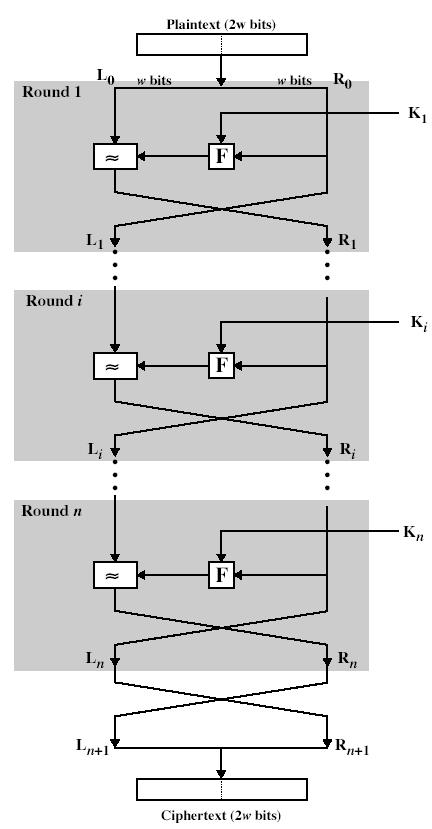 Plaintext (2w bits)
L0 w bits w bits R0
Round 1
K1
≈ F
L1 R1
Round i
Ki
≈ F
Li Ri
Round n
Kn
≈ F
Ln Rn
Ln+1 Rn+1
Ciphertext (2w bits)